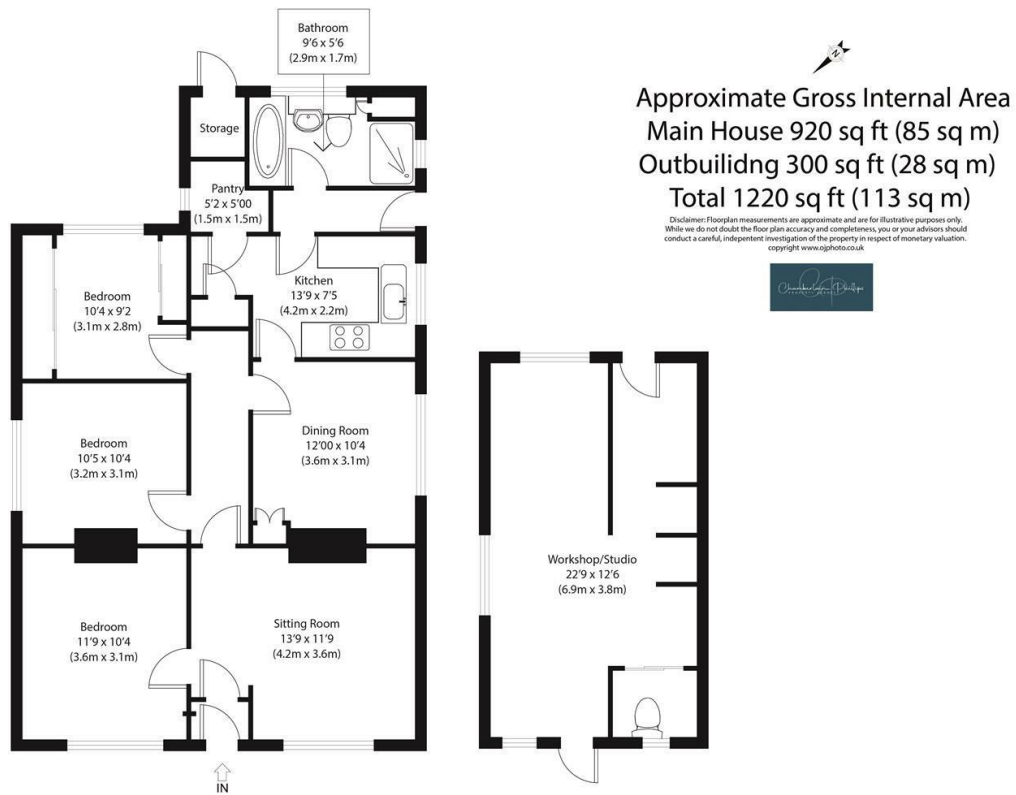 Bathroom
9'6 x 5'6
(2.9m x 1.7m)
N
Approximate Gross Internal Area
Main House 920 sq ft (85 sq m)
Outbuilidng 300 sq ft (28 sq m)
Total 1220 sq ft (113 sq m)
Disclaimer: Floorplan measurements are approximate and are for illustrative purposes only.
While we do not doubt the floor plan accuracy and completeness, you or your advisors should
conduct a careful, indepentent investigation of the property in respect of monetary valuation.
copyright www.ojphoto.co.uk
Chamberlain Phillips
Storage
Pantry
5'2 x 5'00
(1.5m x 1.5m)
Kitchen
13'9 x 7'5
(4.2m x 2.2m)
Bedroom
10'4 x 9'2
(3.1m x 2.8m)
Dining Room
12'00 x 10'4
(3.6m x 3.1m)
Bedroom
10'5 x 10'4
(3.2m x 3.1m)
Workshop/Studio
22'9 x 12'6
(6.9m x 3.8m)
Bedroom
11'9 x 10'4
(3.6m x 3.1m)
Sitting Room
13'9 x 11'9
(4.2m x 3.6m)
IN